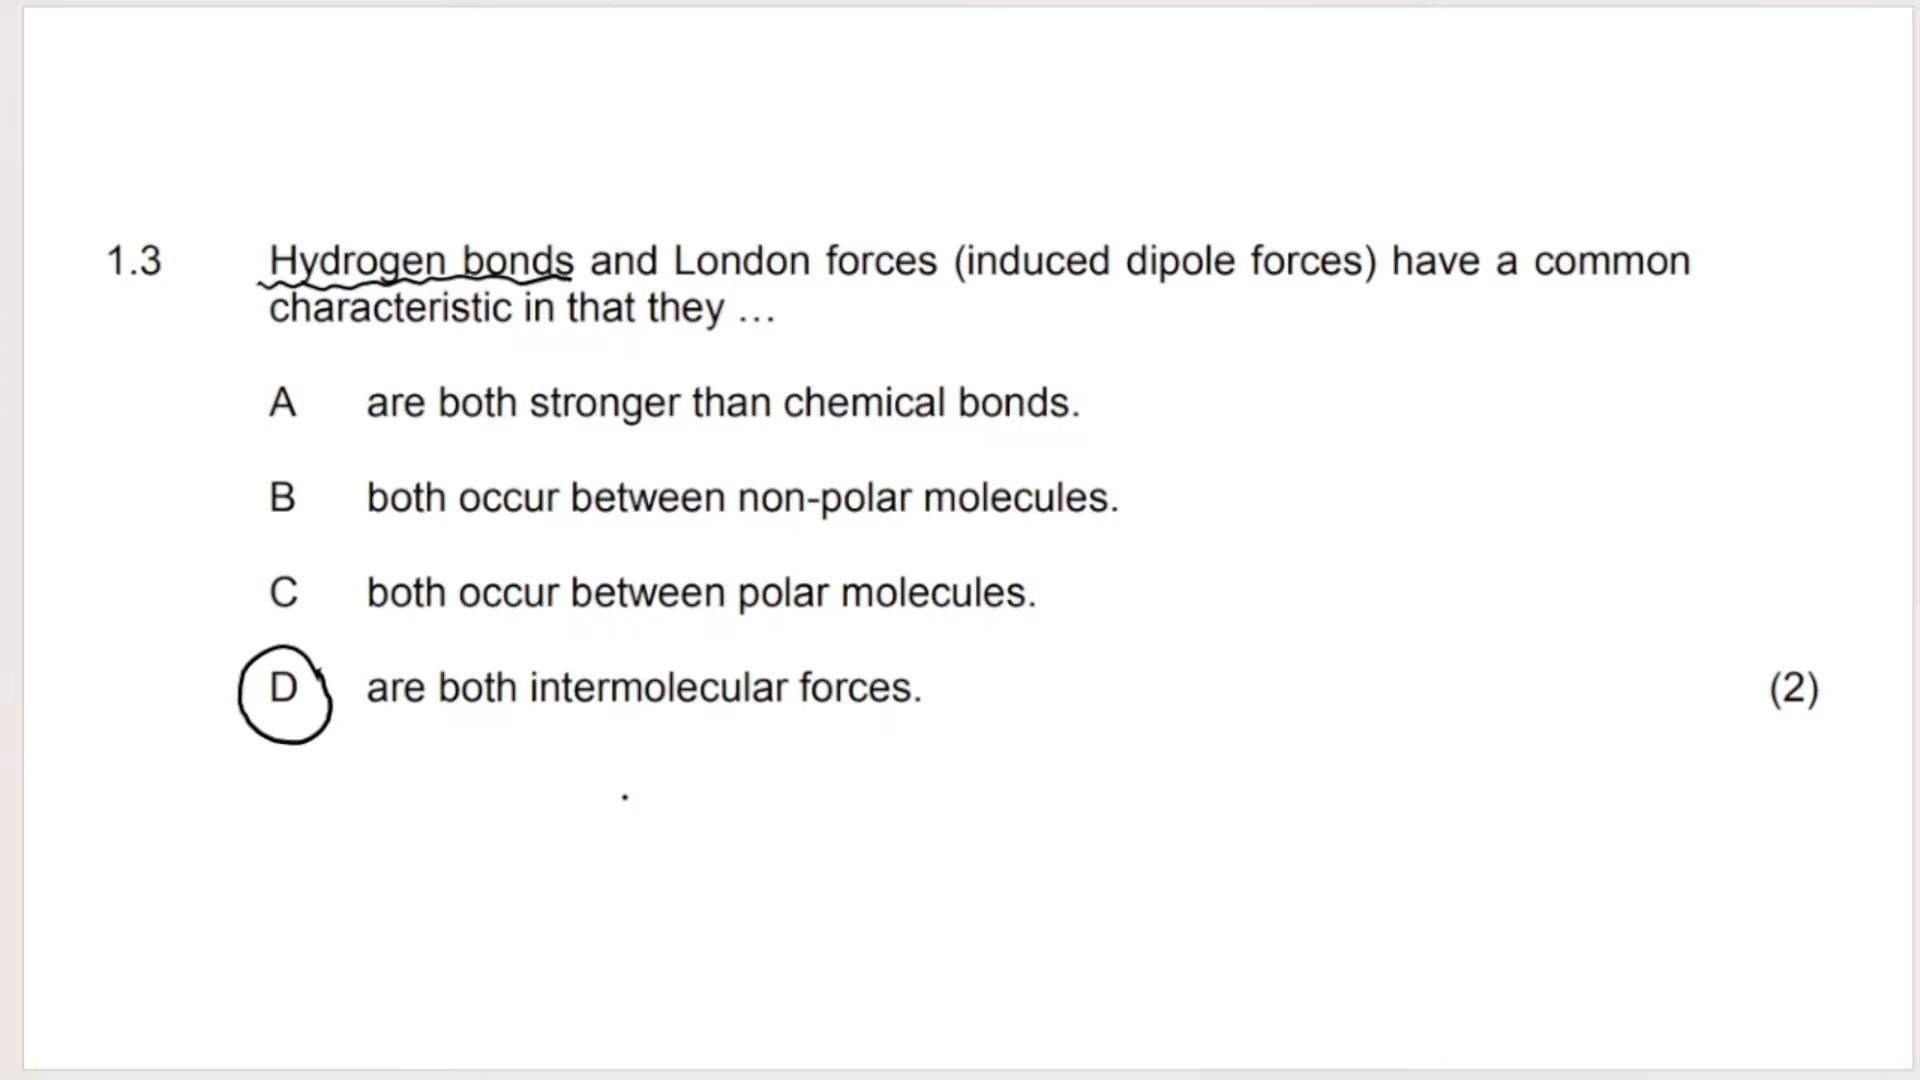 1.3 Hydrogen bonds and London forces (induced dipole forces) have a common
characteristic in that they ...
A are both stronger than chemical bonds.
B both occur between non-polar molecules.
C both occur between polar molecules.
D are both intermolecular forces. (2)